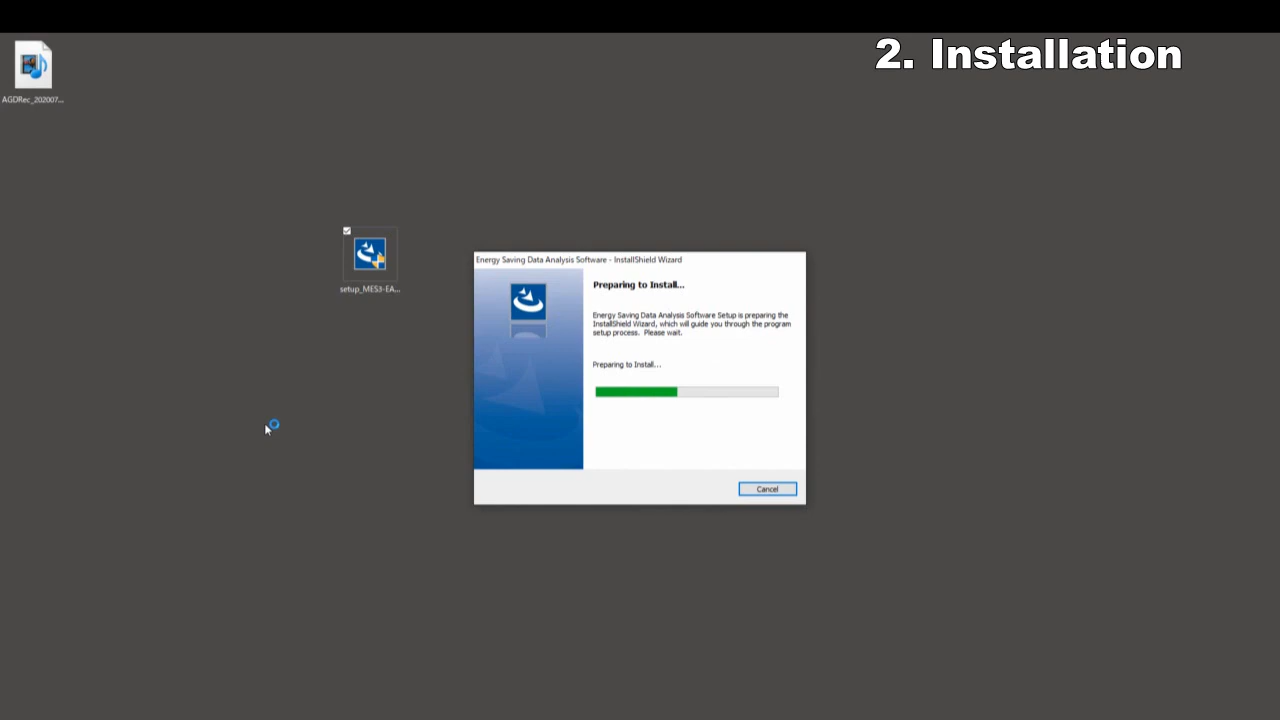 2. Installation
AGDRec_202007...
setup_MES3-EA...
Energy Saving Data Analysis Software - InstallShield Wizard
Preparing to Install...
Energy Saving Data Analysis Software Setup is preparing the
InstallShield Wizard, which will guide you through the program
setup process. Please wait.
Preparing to Install...
Cancel